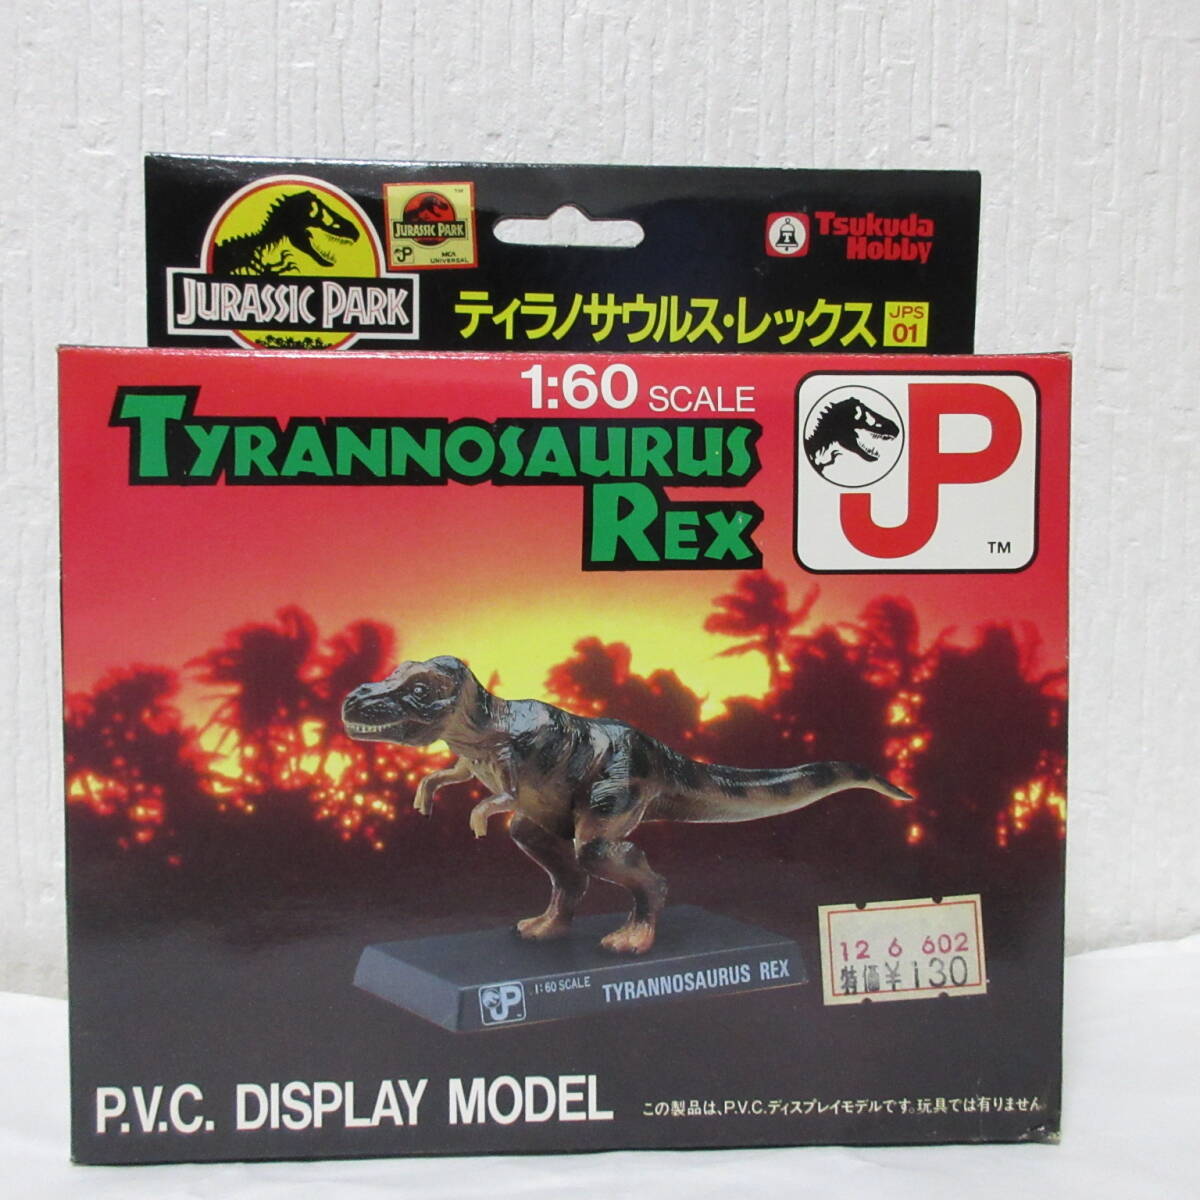 JURASSIC PARK
TM
JURASSIC PARK
JP
MCA
UNIVERSAL
T
Tsukuda
Hobby
ティラノサウルス・レックス
JPS
01
1:60 SCALE
TYRANNOSAURUS
REX
JP
TM
12 6 602
特価¥130
JP
1:60 SCALE TYRANNOSAURUS REX
P.V.C. DISPLAY MODEL
この製品は、P.V.C.ディスプレイモデルです。玩具では有りません